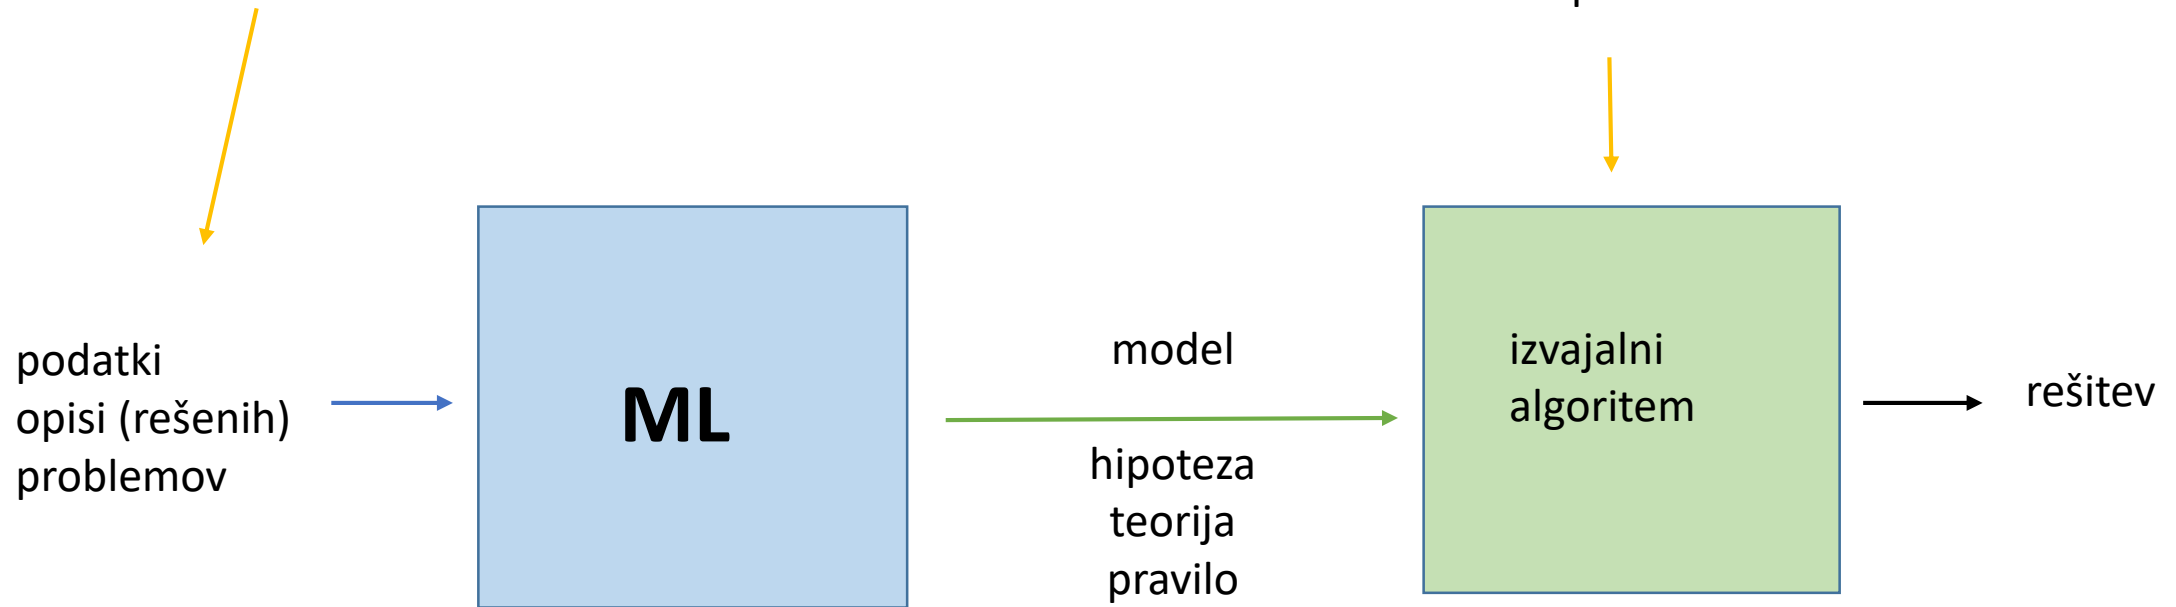 podatki
opisi (rešenih)
problemov
ML
model
hipoteza
teorija
pravilo
izvajalni
algoritem
rešitev